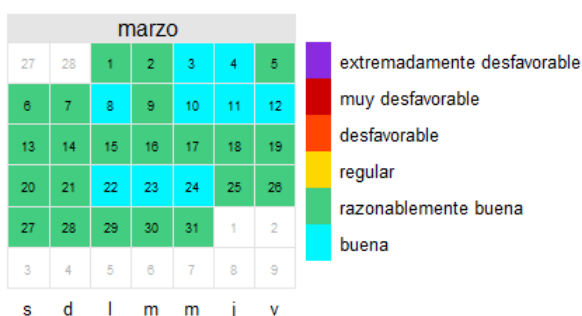 marzo
27 28 1 2 3 4 5
6 7 8 9 10 11 12
13 14 15 16 17 18 19
20 21 22 23 24 25 26
27 28 29 30 31 1 2
3 4 5 6 7 8 9
s d l m m j v
extremadamente desfavorable
muy desfavorable
desfavorable
regular
razonablemente buena
buena